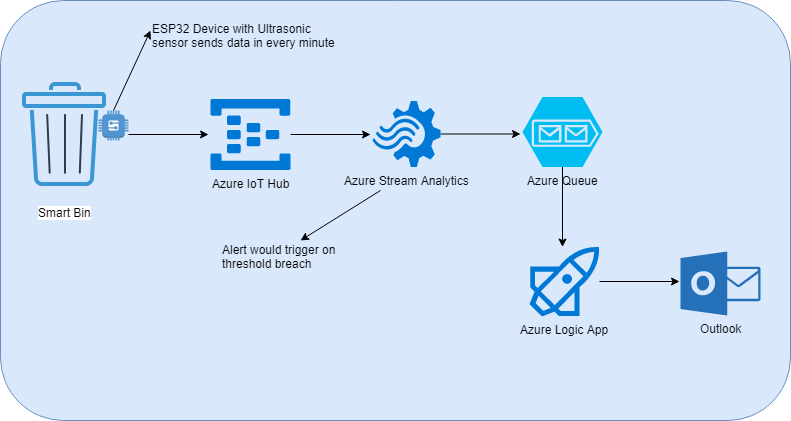 ESP32 Device with Ultrasonic
sensor sends data in every minute
Azure IoT Hub
Azure Stream Analytics
Azure Queue
Smart Bin
Alert would trigger on
threshold breach
Azure Logic App
Outlook